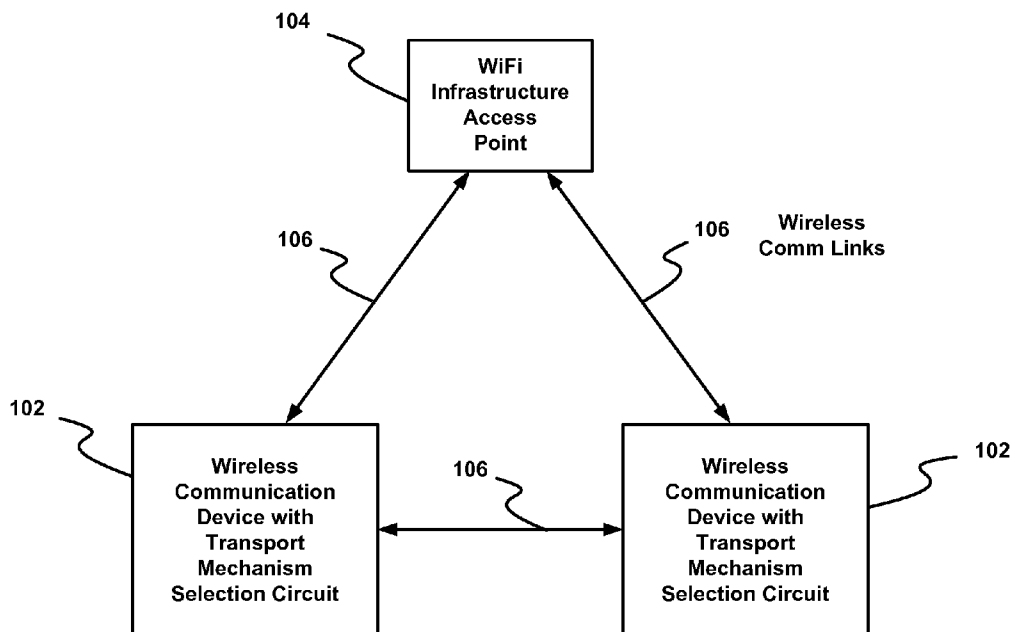 104
WiFi
Infrastructure
Access
Point
106
106
Wireless
Comm Links
102
Wireless
Communication
Device with
Transport
Mechanism
Selection Circuit
106
Wireless
Communication
Device with
Transport
Mechanism
Selection Circuit
102